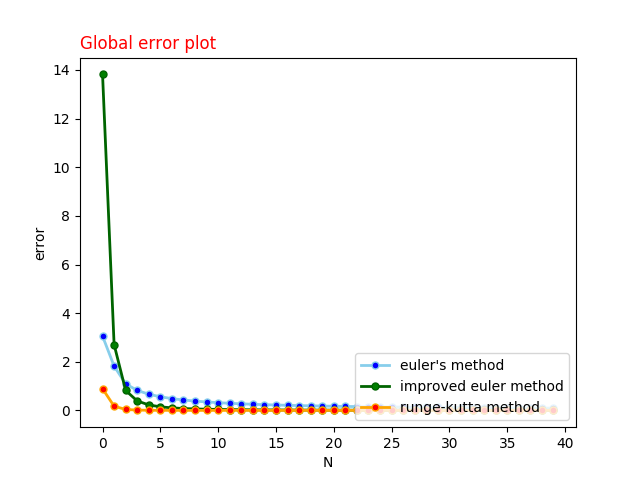 Global error plot
14
12
10
8
6
4
2
0
error
euler's method
improved euler method
runge-kutta method
0 5 10 15 20 25 30 35 40
N